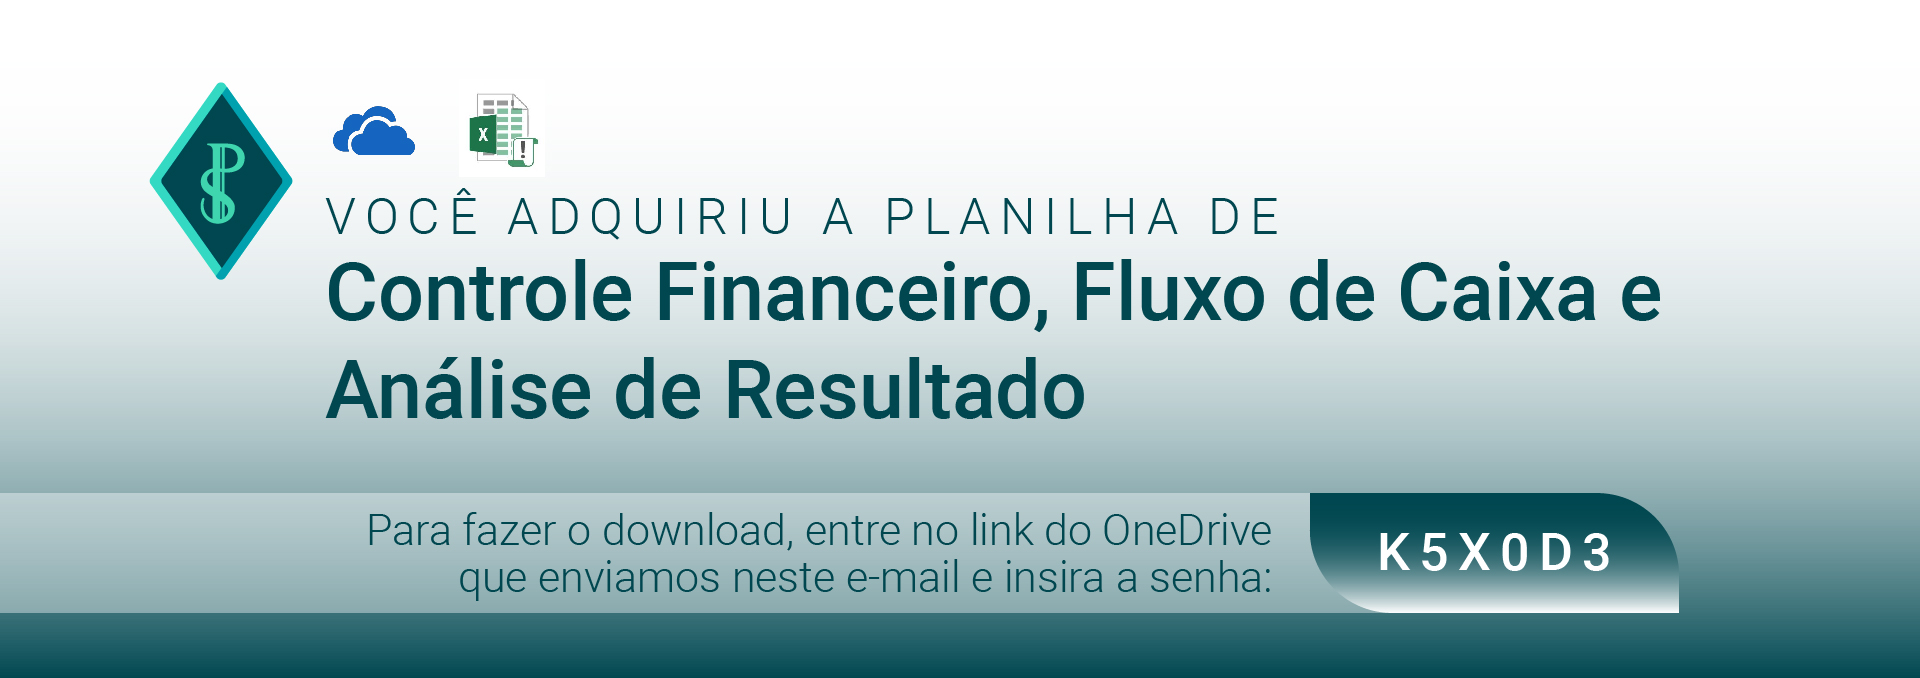 VOCÊ ADQUIRIU A PLANILHA DE
Controle Financeiro, Fluxo de Caixa e
Análise de Resultado
Para fazer o download, entre no link do OneDrive
que enviamos neste e-mail e insira a senha:
K5X0D3